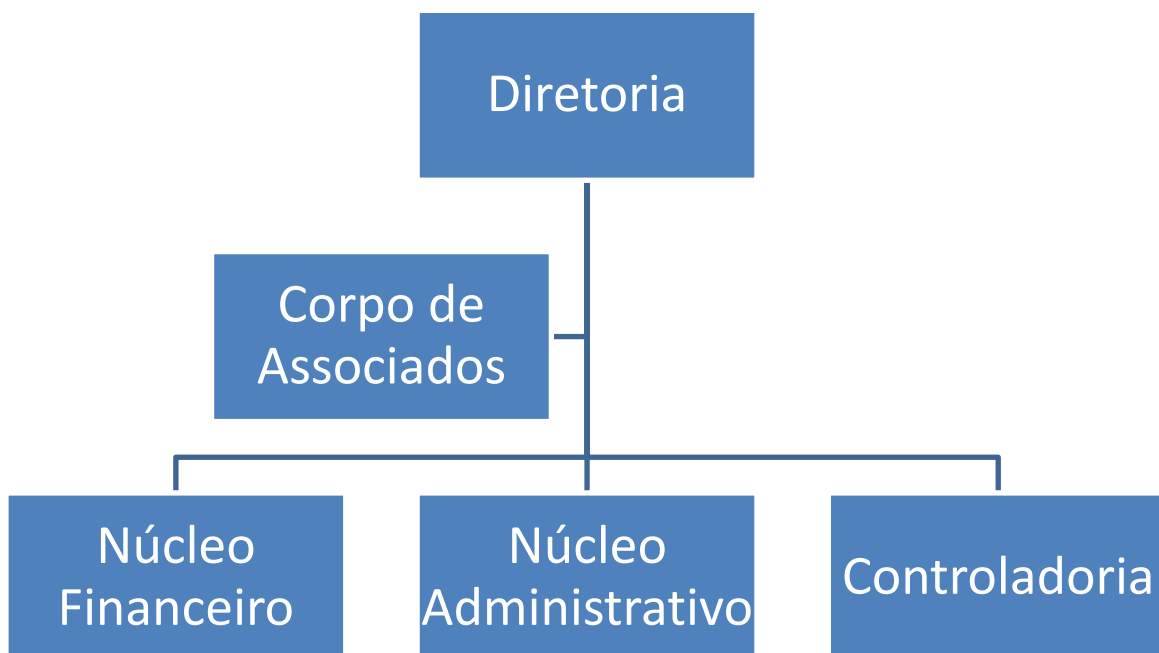 Diretoria
Corpo de
Associados
Núcleo
Financeiro
Núcleo
Administrativo
Controladoria